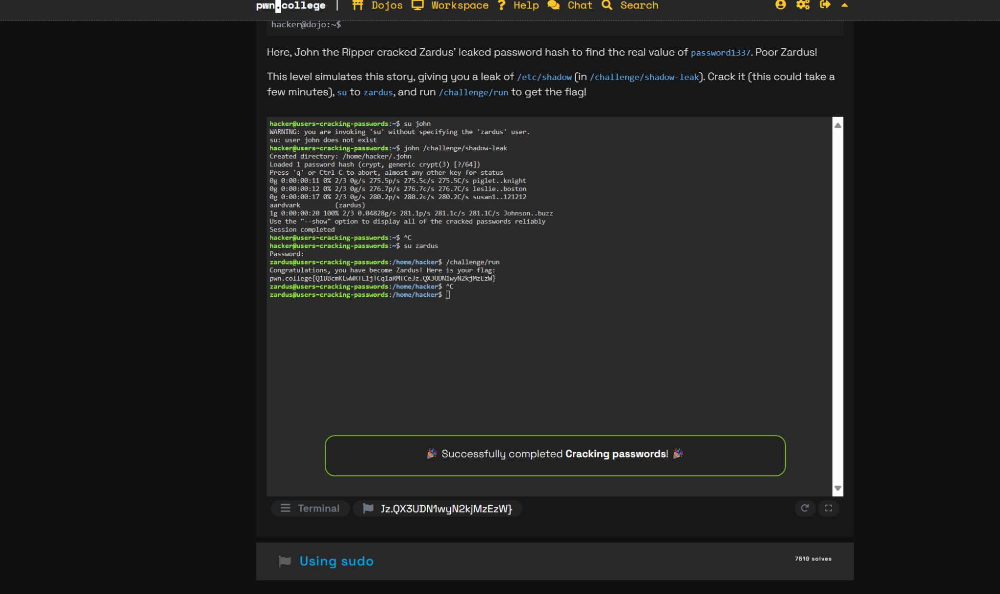 pwn.college | Dojos Workspace ? Help Chat Search
hacker@dojo:~$
Here, John the Ripper cracked Zardus' leaked password hash to find the real value of password1337. Poor Zardus!
This level simulates this story, giving you a leak of /etc/shadow (in /challenge/shadow-leak). Crack it (this could take a
few minutes), su to zardus, and run /challenge/run to get the flag!
hacker@users~cracking-passwords:~$ su john
WARNING: you are invoking 'su' without specifying the 'zardus' user.
su: user john does not exist
hacker@users~cracking-passwords:~$ john /challenge/shadow-leak
Created directory: /home/hacker/.john
Loaded 1 password hash (crypt, generic crypt(3) [?/64])
Press 'q' or Ctrl-C to abort, almost any other key for status
0g 0:00:00:11 0% 2/3 0g/s 275.5p/s 275.5c/s 275.5C/s piglet..knight
0g 0:00:00:12 0% 2/3 0g/s 276.7p/s 276.7c/s 276.7C/s leslie..boston
0g 0:00:00:17 0% 2/3 0g/s 280.2p/s 280.2c/s 280.2C/s susan1..121212
aardvark         (zardus)
1g 0:00:00:20 100% 2/3 0.04828g/s 281.1p/s 281.1c/s 281.1C/s Johnson..buzz
Use the "--show" option to display all of the cracked passwords reliably
Session completed
hacker@users~cracking-passwords:~$ ^C
hacker@users~cracking-passwords:~$ su zardus
Password:
zardus@users~cracking-passwords:/home/hacker$ /challenge/run
Congratulations, you have become Zardus! Here is your flag:
pwn.college{Q1BBcmKLwWRTL1jTCq1aRMfCeJz.QX3UDN1wyN2kjMzEzW}
zardus@users~cracking-passwords:/home/hacker$ ^C
zardus@users~cracking-passwords:/home/hacker$
🎉 Successfully completed Cracking passwords! 🎉
Terminal Jz.QX3UDN1wyN2kjMzEzW}
Using sudo 7519 solves